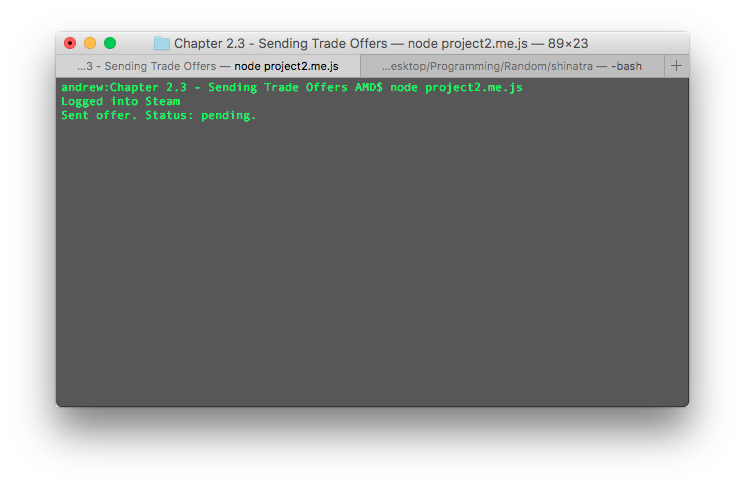 Chapter 2.3 - Sending Trade Offers — node project2.me.js — 89×23
...3 - Sending Trade Offers — node project2.me.js
...esktop/Programming/Random/shinatra — -bash
+
andrew:Chapter 2.3 - Sending Trade Offers AMD$ node project2.me.js
Logged into Steam
Sent offer. Status: pending.